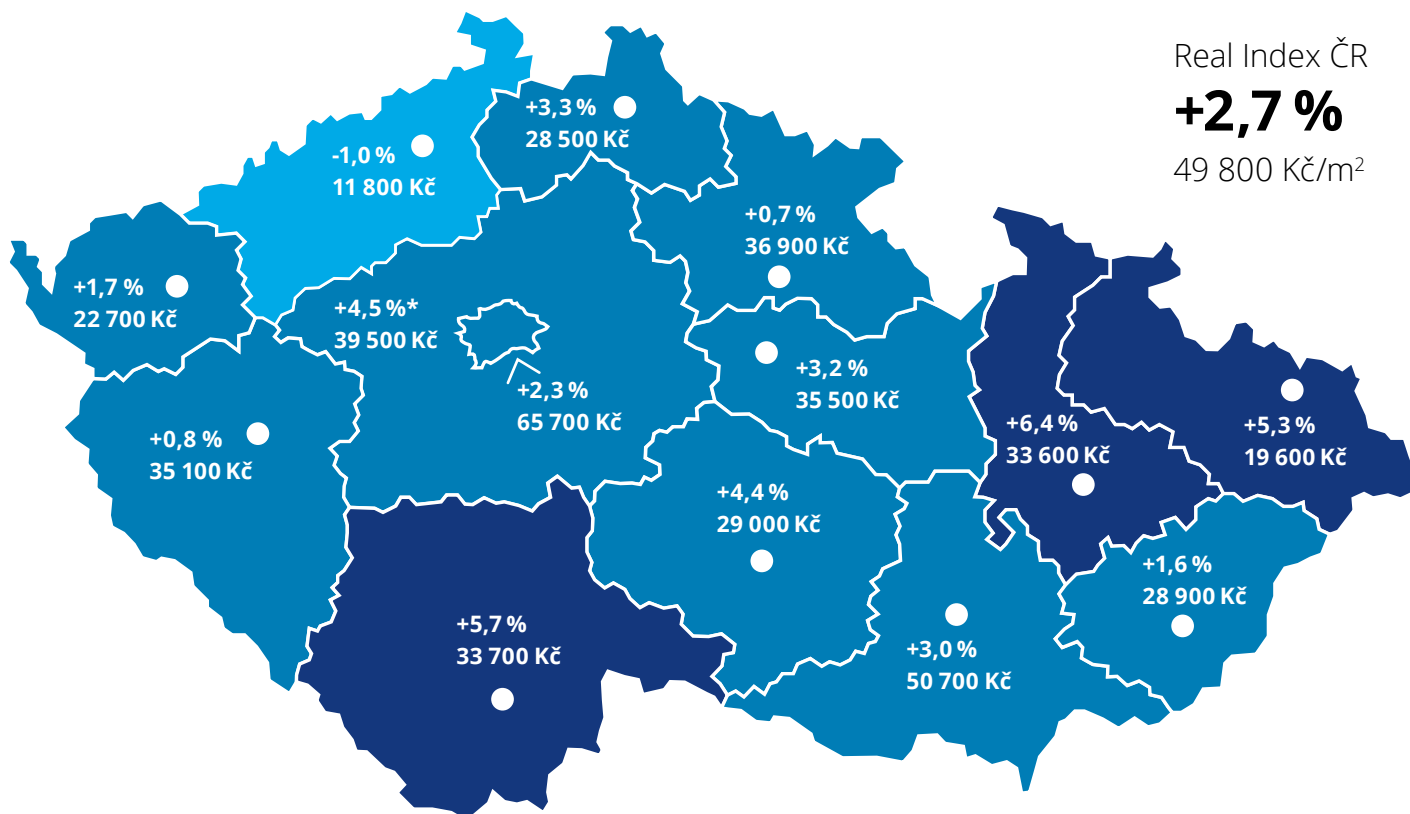 Real Index ČR
+2,7 %
49 800 Kč/m²
+3,3 %
28 500 Kč
-1,0 %
11 800 Kč
+0,7 %
36 900 Kč
+1,7 %
22 700 Kč
+4,5 %*
39 500 Kč
+2,3 %
65 700 Kč
+3,2 %
35 500 Kč
+0,8 %
35 100 Kč
+6,4 %
33 600 Kč
+5,3 %
19 600 Kč
+4,4 %
29 000 Kč
+1,6 %
28 900 Kč
+5,7 %
33 700 Kč
+3,0 %
50 700 Kč